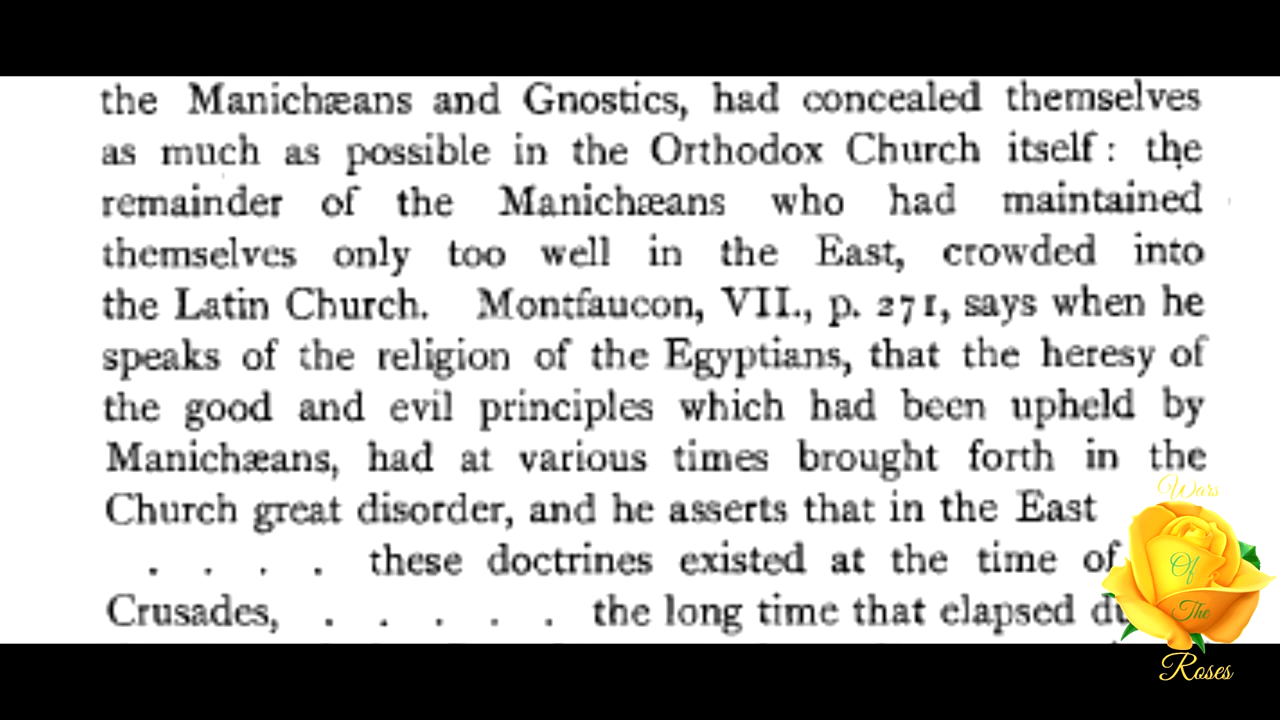 the Manichæans and Gnostics, had concealed themselves
as much as possible in the Orthodox Church itself: the
remainder of the Manichæans who had maintained
themselves only too well in the East, crowded into
the Latin Church. Montfaucon, VII., p. 271, says when he
speaks of the religion of the Egyptians, that the heresy of
the good and evil principles which had been upheld by
Manichæans, had at various times brought forth in the
Church great disorder, and he asserts that in the East
. . . . these doctrines existed at the time of
Crusades, . . . . . the long time that elapsed
Wars
Of
The
Roses